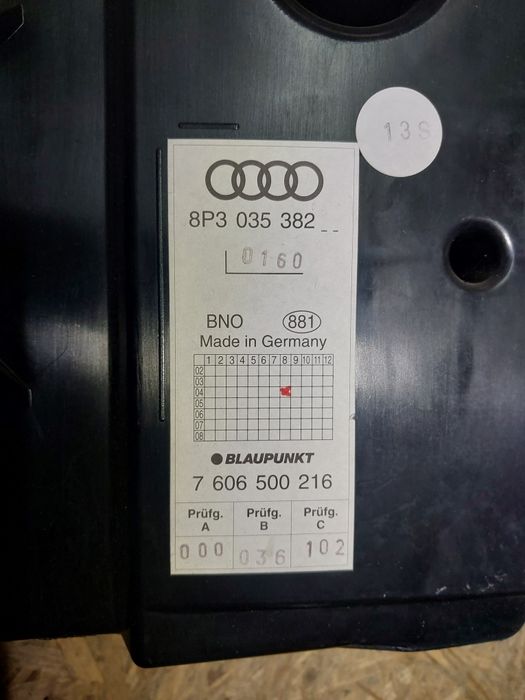 13S
8P3 035 382 _ _
0160
BNO 881
Made in Germany
1 2 3 4 5 6 7 8 9 10 11 12
02
03
04
05
06
07
08
BLAUPUNKT
7 606 500 216
Prüfg. Prüfg. Prüfg.
A B C
000 036 102